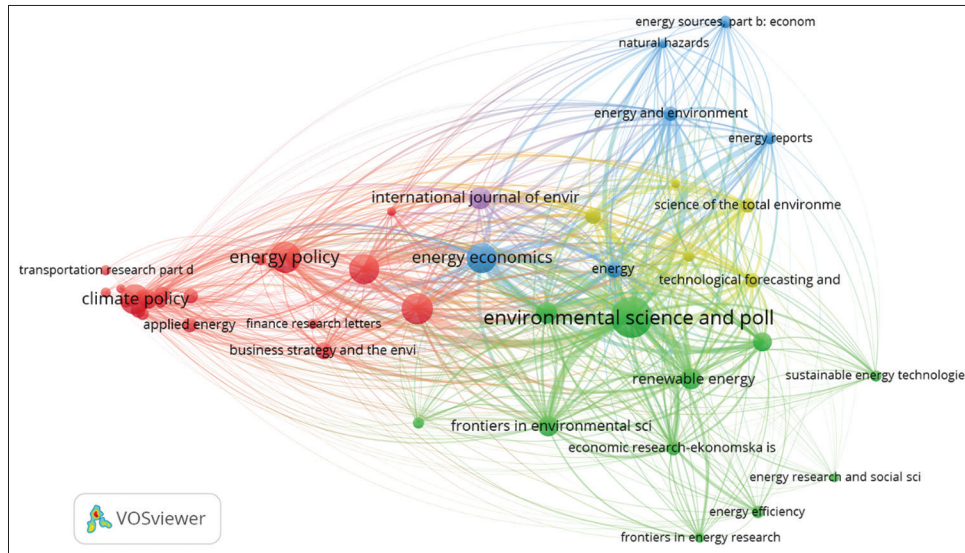 energy sources, part b: econom
natural hazards
energy and environment
energy reports
international journal of envir
science of the total environme
energy policy
energy economics
energy
transportation research part d
technological forecasting and
climate policy
applied energy
finance research letters
environmental science and poll
business strategy and the envi
renewable energy
sustainable energy technologie
frontiers in environmental sci
economic research-ekonomska is
energy research and social sci
energy efficiency
frontiers in energy research
VOSviewer